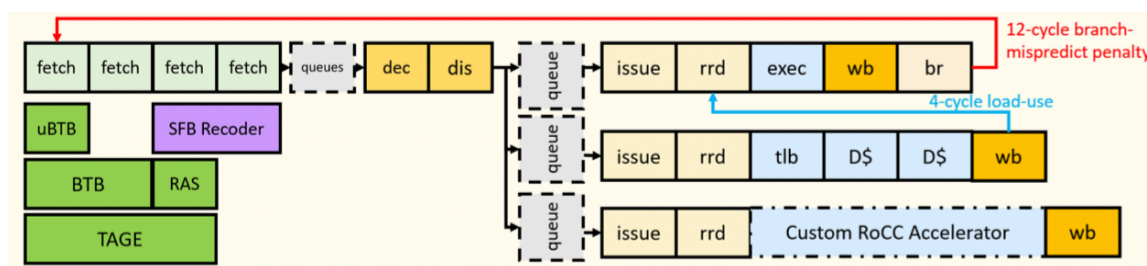 12-cycle branch-
mispredict penalty
fetch fetch fetch fetch queues dec dis queue issue rrd exec wb br
4-cycle load-use
uBTB SFB Recoder
queue issue rrd tlb D$ D$ wb
BTB RAS
TAGE
queue issue rrd Custom RoCC Accelerator wb